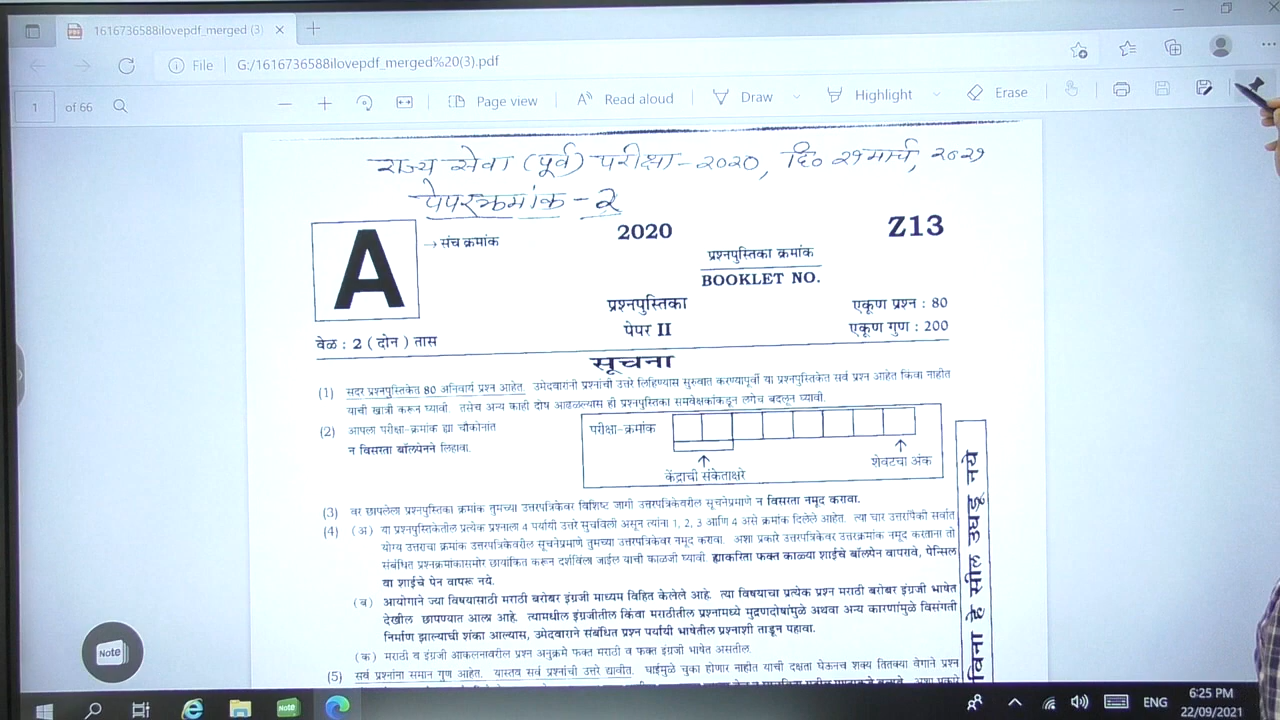 1616736588ilovepdf_merged (3)
File G:/1616736588ilovepdf_merged%20(3).pdf
1 of 66 Page view Read aloud Draw Highlight Erase
राज्य सेवा (पूर्व) परीक्षा - २०२०, दि० २१ मार्च, २०२१
पेपर क्रमांक - २
A → संच क्रमांक 2020 Z13
प्रश्नपुस्तिका क्रमांक
BOOKLET NO.
प्रश्नपुस्तिका एकूण प्रश्न : 80
वेळ : 2 ( दोन ) तास पेपर II एकूण गुण : 200
सूचना
(1) सदर प्रश्नपुस्तिकेत 80 अनिवार्य प्रश्न आहेत. उमेदवारांनी प्रश्नांची उत्तरे लिहिण्यास सुरुवात करण्यापूर्वी या प्रश्नपुस्तिकेत सर्व प्रश्न आहेत किंवा नाहीत
याची खात्री करून घ्यावी. तसेच अन्य काही दोष आढळल्यास ही प्रश्नपुस्तिका समवेक्षकांकडून लगेच बदलून घ्यावी.
(2) आपला परीक्षा-क्रमांक ह्या चौकोनांत
न विसरता बॉलपेनने लिहावा.
परीक्षा-क्रमांक
केंद्राची संकेताक्षरे
शेवटचा अंक
(3) वर छापलेला प्रश्नपुस्तिका क्रमांक तुमच्या उत्तरपत्रिकेवर विशिष्ट जागी उत्तरपत्रिकेवरील सूचनेप्रमाणे न विसरता नमूद करावा.
(4) (अ) या प्रश्नपुस्तिकेतील प्रत्येक प्रश्नाला 4 पर्यायी उत्तरे सुचविली असून त्यांना 1, 2, 3 आणि 4 असे क्रमांक दिलेले आहेत. त्या चार उत्तरांपैकी सर्वात
योग्य उत्तराचा क्रमांक उत्तरपत्रिकेवरील सूचनेप्रमाणे तुमच्या उत्तरपत्रिकेवर नमूद करावा. अशा प्रकारे उत्तरपत्रिकेवर उत्तरक्रमांक नमूद करताना तो
संबंधित प्रश्नक्रमांकासमोर छायांकित करून दर्शविला जाईल याची काळजी घ्यावी. ह्याकरिता फक्त काळ्या शाईचे बॉलपेन वापरावे, पेन्सिल
वा शाईचे पेन वापरू नये.
(ब) आयोगाने ज्या विषयासाठी मराठी बरोबर इंग्रजी माध्यम विहित केलेले आहे. त्या विषयाचा प्रत्येक प्रश्न मराठी बरोबर इंग्रजी भाषेत
देखील छापण्यात आला आहे. त्यामधील इंग्रजीतील किंवा मराठीतील प्रश्नामध्ये मुद्रणदोषांमुळे अथवा अन्य कारणांमुळे विसंगती
निर्माण झाल्याची शंका आल्यास, उमेदवाराने संबंधित प्रश्न पर्यायी भाषेतील प्रश्नाशी ताडून पहावा.
(क) मराठी व इंग्रजी आकलनावरील प्रश्न अनुक्रमे फक्त मराठी व फक्त इंग्रजी भाषेत असतील.
(5) सर्व प्रश्नांना समान गुण आहेत. यास्तव सर्व प्रश्नांची उत्तरे द्यावीत. घाईमुळे चुका होणार नाहीत याची दक्षता घेऊनच शक्य तितक्या वेगाने प्रश्न
विना हे सील उघडू नये
Note
Note ENG 6:25 PM
22/09/2021